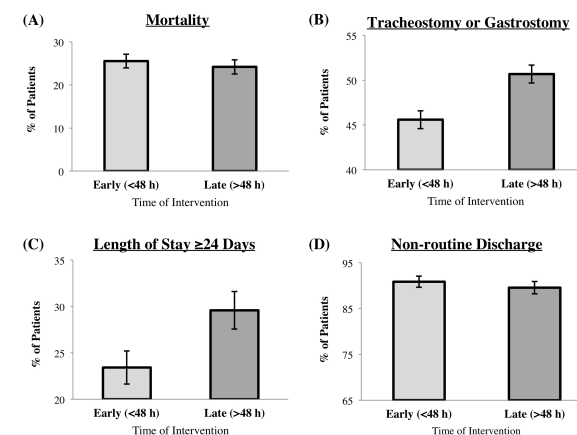 (A) Mortality
30
20
10
0
% of Patients
Early (<48 h) Late (>48 h)
Time of Intervention
(B) Tracheostomy or Gastrostomy
55
50
45
40
% of Patients
Early (<48 h) Late (>48 h)
Time of Intervention
(C) Length of Stay ≥24 Days
35
30
25
20
% of Patients
Early (<48 h) Late (>48 h)
Time of Intervention
(D) Non-routine Discharge
95
85
75
65
% of Patients
Early (<48 h) Late (>48 h)
Time of Intervention